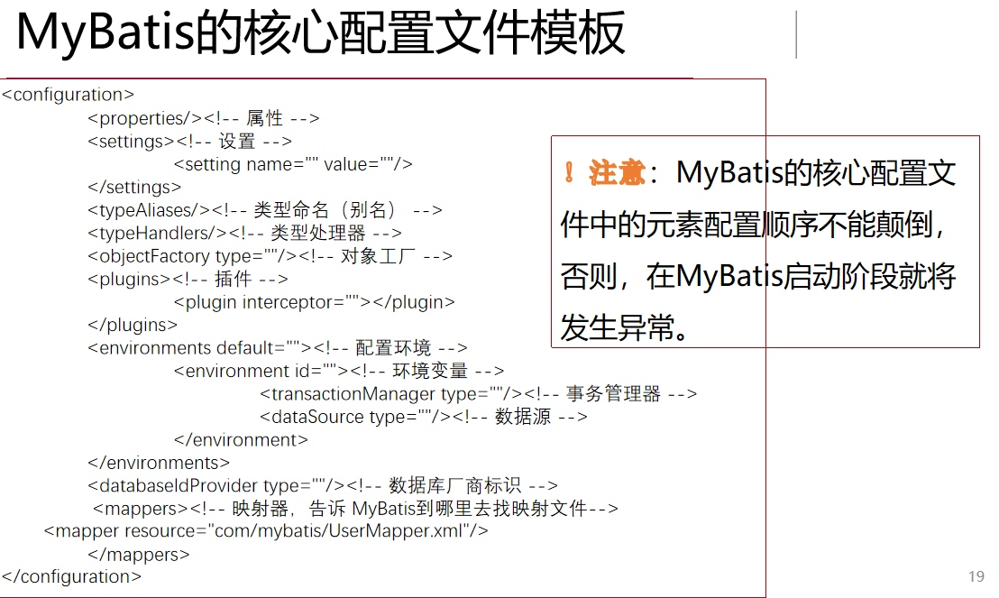 MyBatis的核心配置文件模板
<configuration>
<properties/><!-- 属性 -->
<settings><!-- 设置 -->
<setting name="" value=""/>
</settings>
<typeAliases/><!-- 类型命名（别名） -->
<typeHandlers/><!-- 类型处理器 -->
<objectFactory type=""/><!-- 对象工厂 -->
<plugins><!-- 插件 -->
<plugin interceptor=""></plugin>
</plugins>
<environments default=""><!-- 配置环境 -->
<environment id=""><!-- 环境变量 -->
<transactionManager type=""/><!-- 事务管理器 -->
<dataSource type=""/><!-- 数据源 -->
</environment>
</environments>
<databaseIdProvider type=""/><!-- 数据库厂商标识 -->
<mappers><!-- 映射器，告诉 MyBatis到哪里去找映射文件-->
<mapper resource="com/mybatis/UserMapper.xml"/>
</mappers>
</configuration>
！注意：MyBatis的核心配置文
件中的元素配置顺序不能颠倒，
否则，在MyBatis启动阶段就将
发生异常。
19